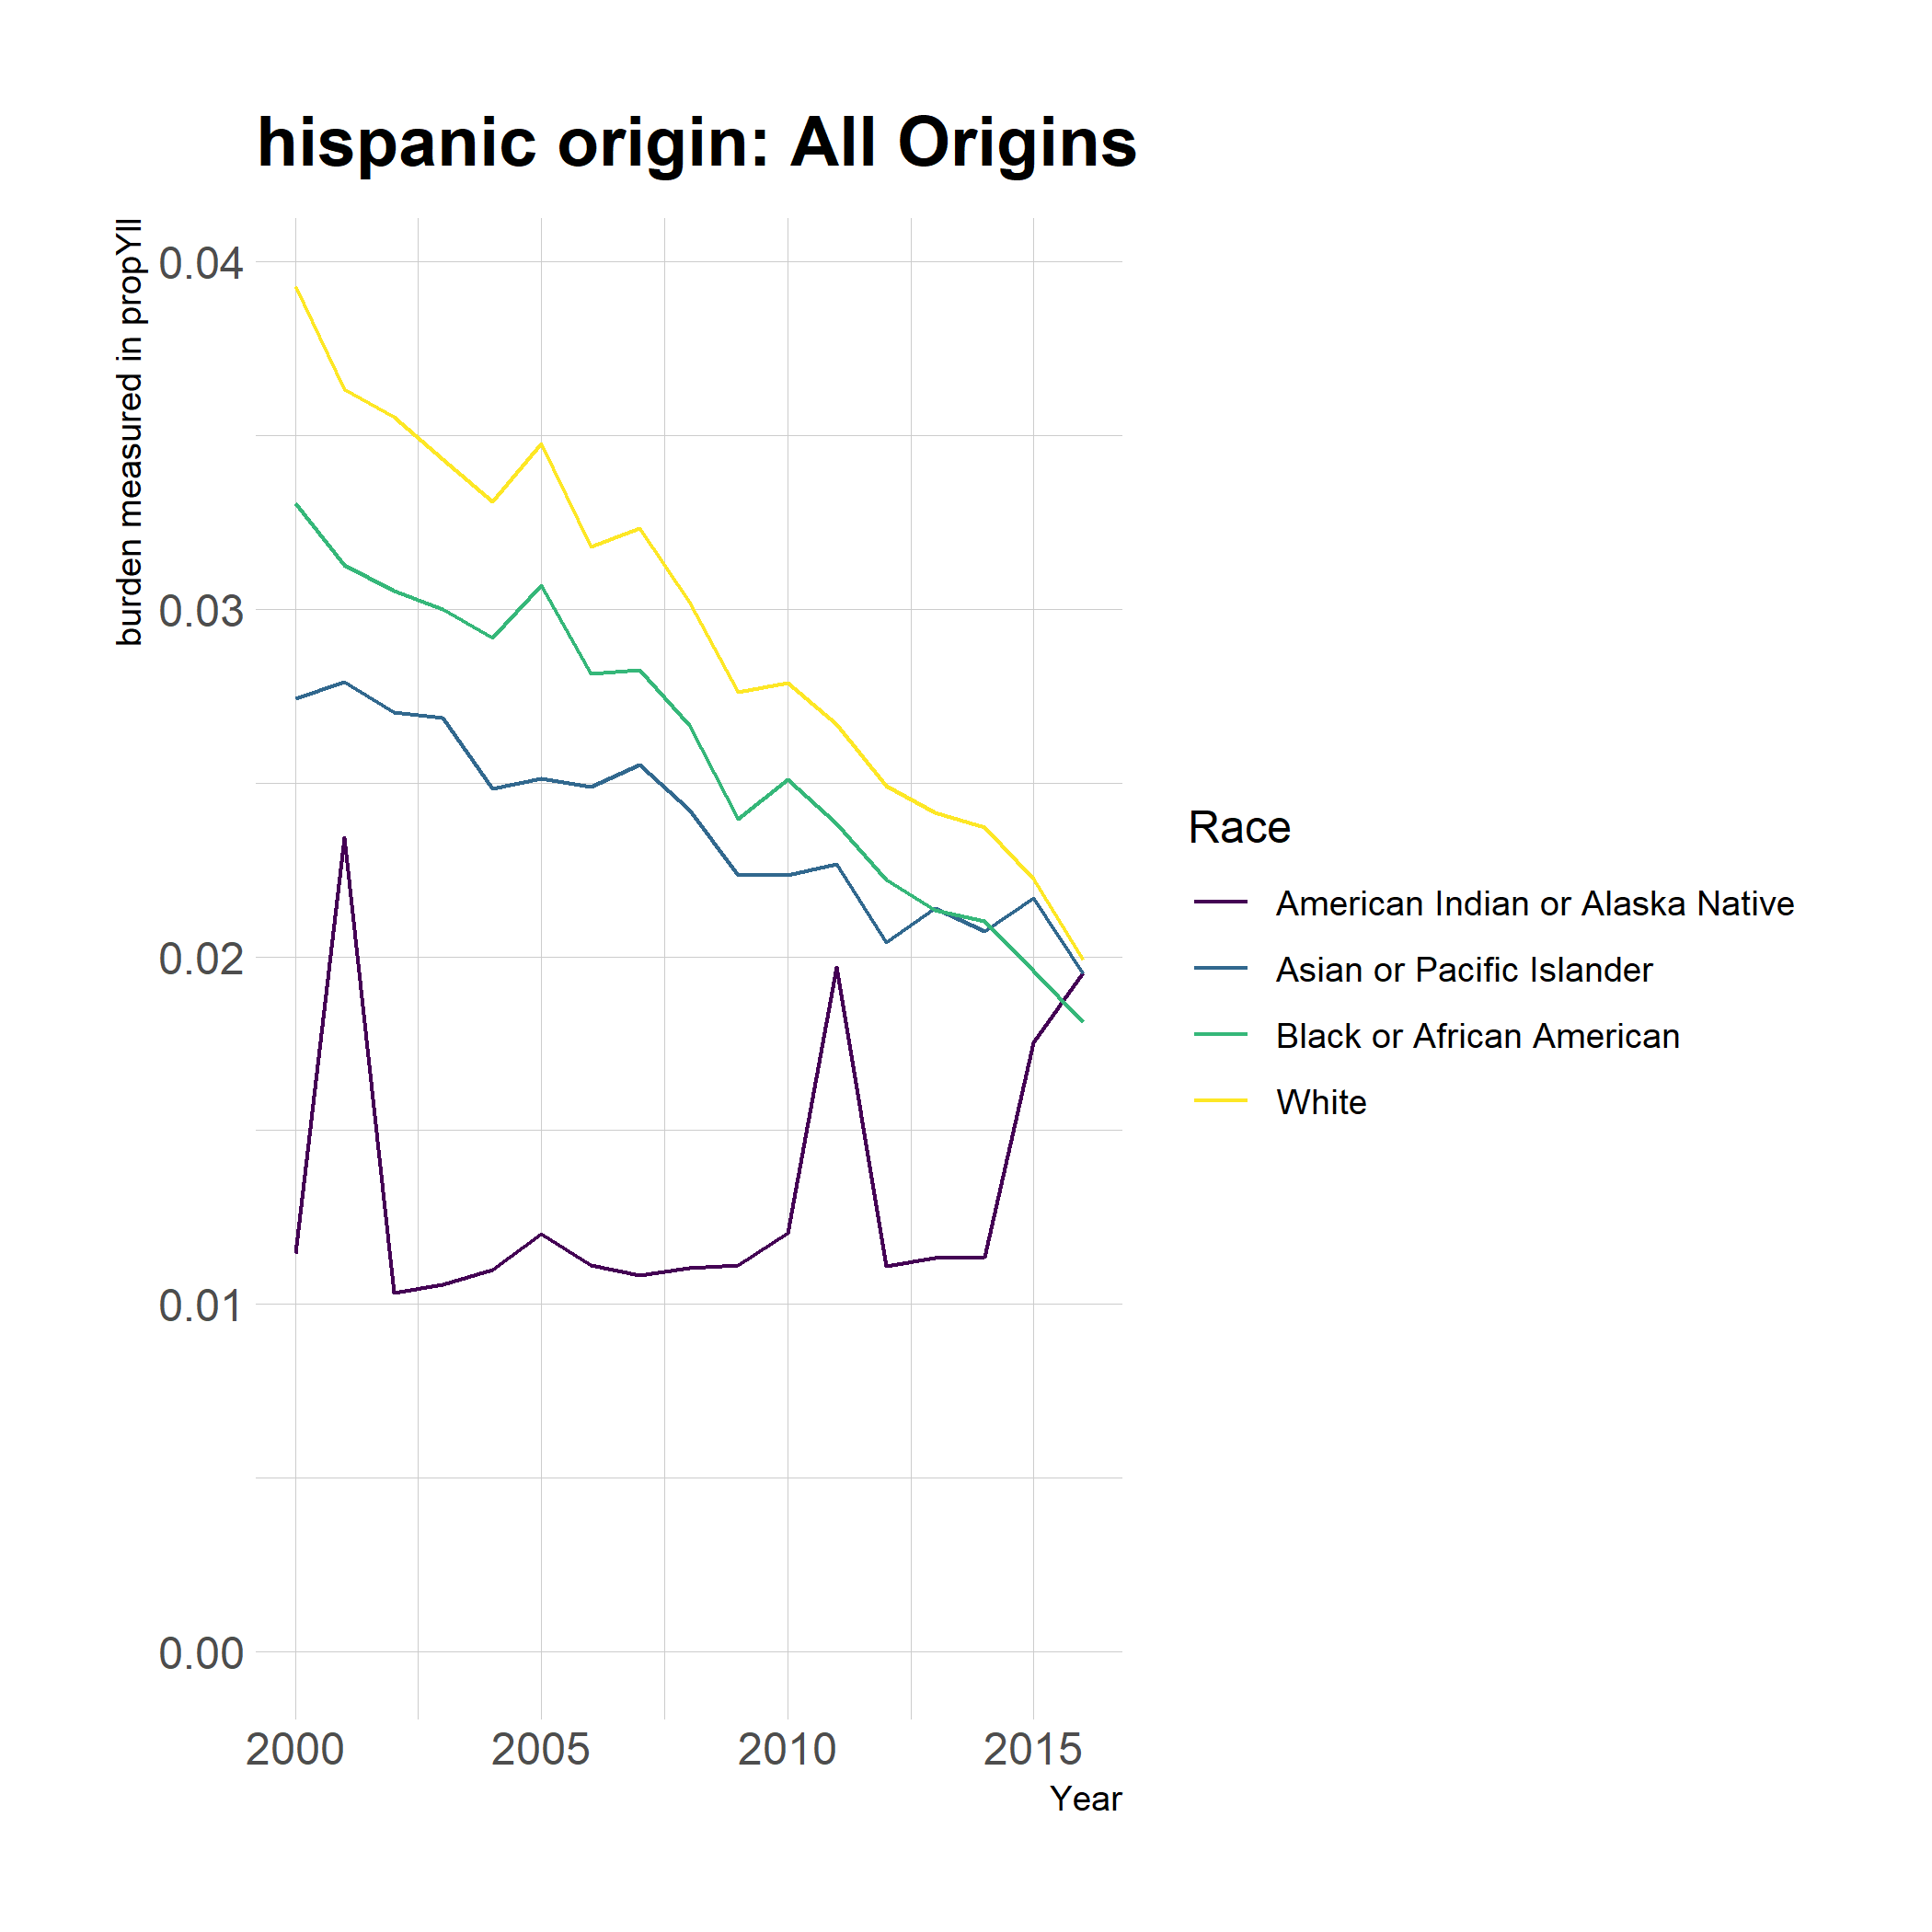 hispanic origin: All Origins
burden measured in propYll
0.04
0.03
0.02
0.01
0.00
2000 2005 2010 2015
Year
Race
American Indian or Alaska Native
Asian or Pacific Islander
Black or African American
White